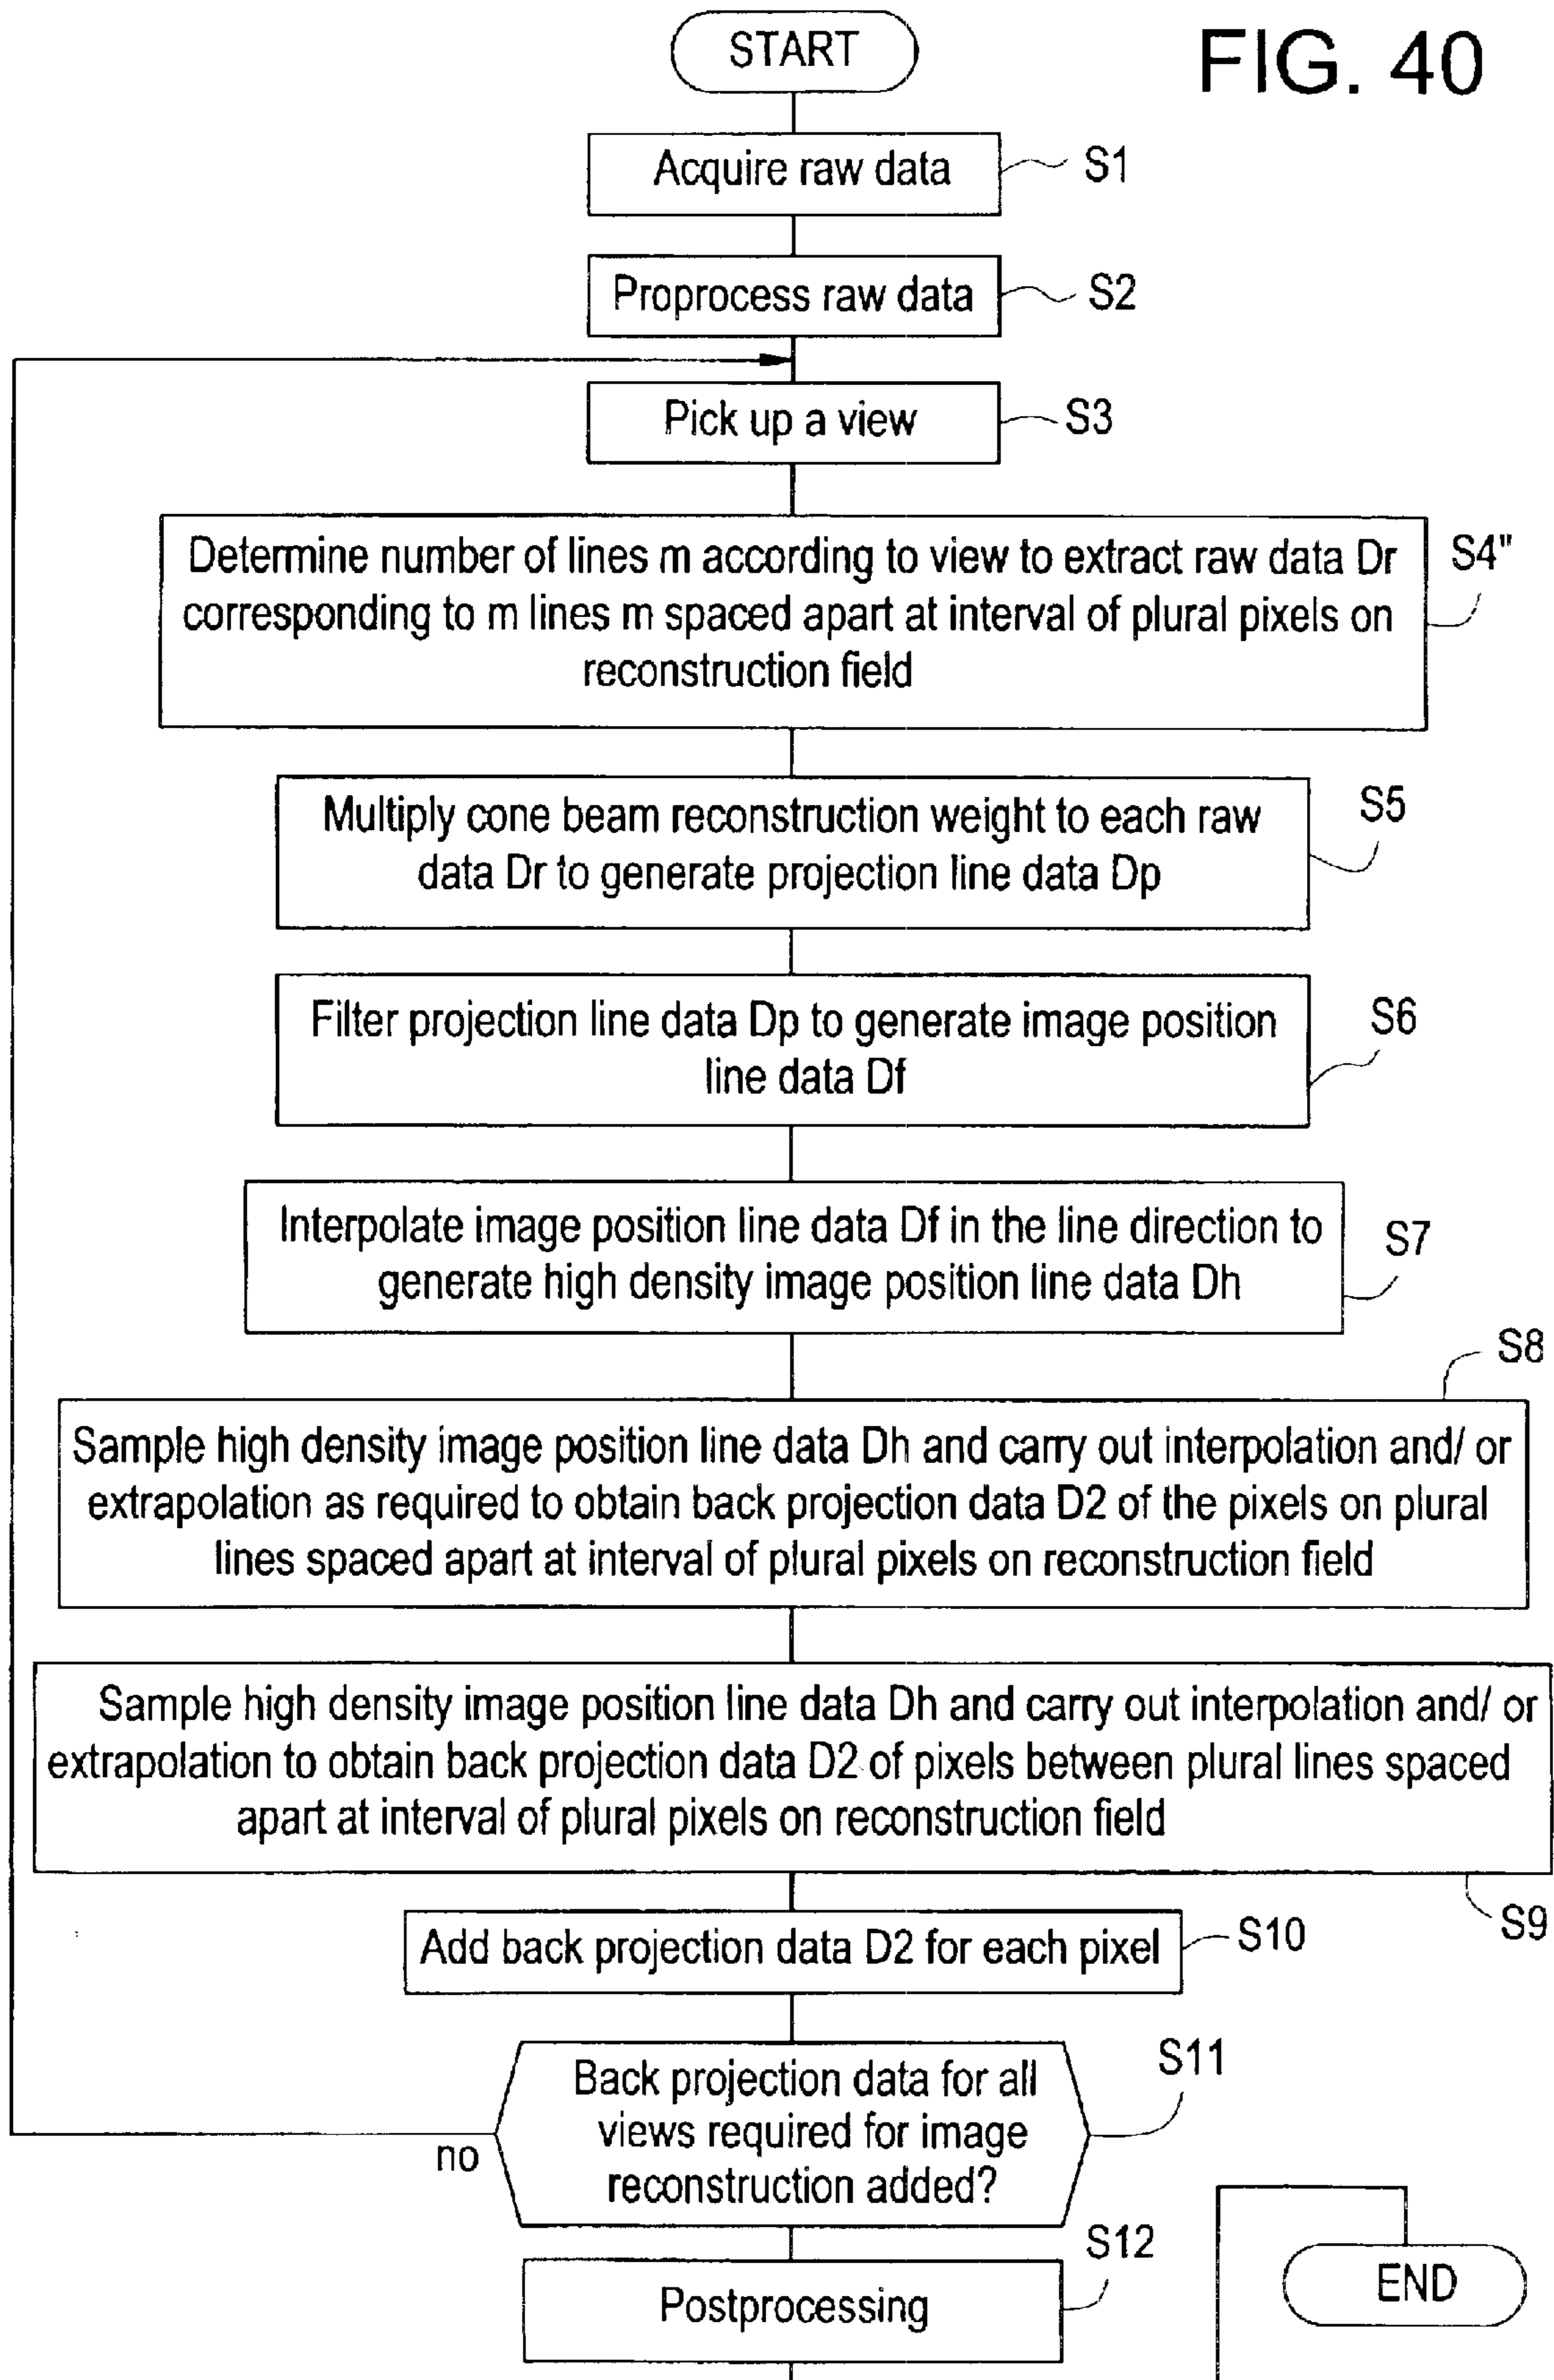 FIG. 40
START
Acquire raw data
S1
Proprocess raw data
S2
Pick up a view
S3
Determine number of lines m according to view to extract raw data Dr
corresponding to m lines m spaced apart at interval of plural pixels on
reconstruction field
S4"
Multiply cone beam reconstruction weight to each raw
data Dr to generate projection line data Dp
S5
Filter projection line data Dp to generate image position
line data Df
S6
Interpolate image position line data Df in the line direction to
generate high density image position line data Dh
S7
S8
Sample high density image position line data Dh and carry out interpolation and/ or
extrapolation as required to obtain back projection data D2 of the pixels on plural
lines spaced apart at interval of plural pixels on reconstruction field
Sample high density image position line data Dh and carry out interpolation and/ or
extrapolation to obtain back projection data D2 of pixels between plural lines spaced
apart at interval of plural pixels on reconstruction field
S9
Add back projection data D2 for each pixel
S10
Back projection data for all
views required for image
reconstruction added?
S11
no
S12
Postprocessing
END